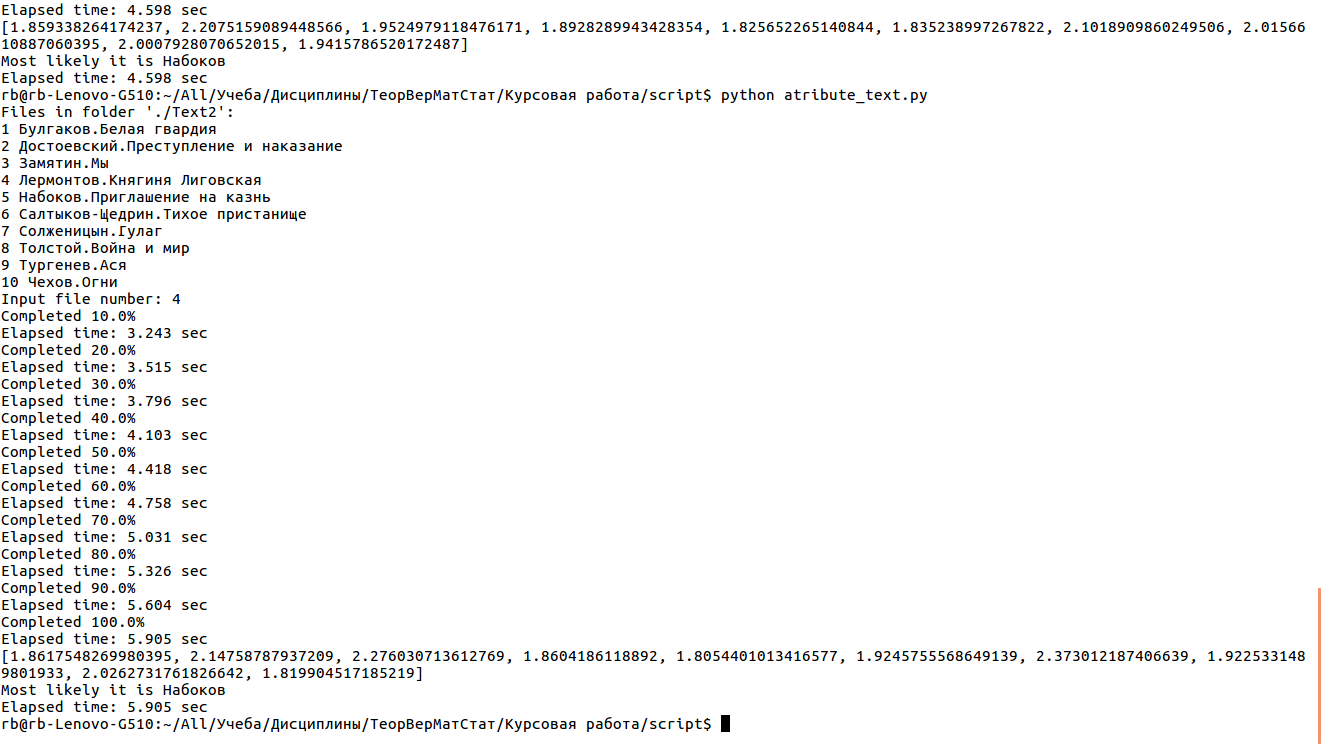 Elapsed time: 4.598 sec
[1.859338264174237, 2.2075159089448566, 1.9524979118476171, 1.8928289943428354, 1.825652265140844, 1.835238997267822, 2.1018909860249506, 2.01566
10887060395, 2.0007928070652015, 1.9415786520172487]
Most likely it is Набоков
Elapsed time: 4.598 sec
rb@rb-Lenovo-G510:~/All/Учеба/Дисциплины/ТеорВерМатСтат/Курсовая работа/script$ python atribute_text.py
Files in folder './Text2':
1 Булгаков.Белая гвардия
2 Достоевский.Преступление и наказание
3 Замятин.Мы
4 Лермонтов.Княгиня Лиговская
5 Набоков.Приглашение на казнь
6 Салтыков-Щедрин.Тихое пристанище
7 Солженицын.Гулаг
8 Толстой.Война и мир
9 Тургенев.Ася
10 Чехов.Огни
Input file number: 4
Completed 10.0%
Elapsed time: 3.243 sec
Completed 20.0%
Elapsed time: 3.515 sec
Completed 30.0%
Elapsed time: 3.796 sec
Completed 40.0%
Elapsed time: 4.103 sec
Completed 50.0%
Elapsed time: 4.418 sec
Completed 60.0%
Elapsed time: 4.758 sec
Completed 70.0%
Elapsed time: 5.031 sec
Completed 80.0%
Elapsed time: 5.326 sec
Completed 90.0%
Elapsed time: 5.604 sec
Completed 100.0%
Elapsed time: 5.905 sec
[1.8617548269980395, 2.14758787937209, 2.276030713612769, 1.8604186118892, 1.8054401013416577, 1.9245755568649139, 2.373012187406639, 1.922533148
9801933, 2.0262731761826642, 1.819904517185219]
Most likely it is Набоков
Elapsed time: 5.905 sec
rb@rb-Lenovo-G510:~/All/Учеба/Дисциплины/ТеорВерМатСтат/Курсовая работа/script$